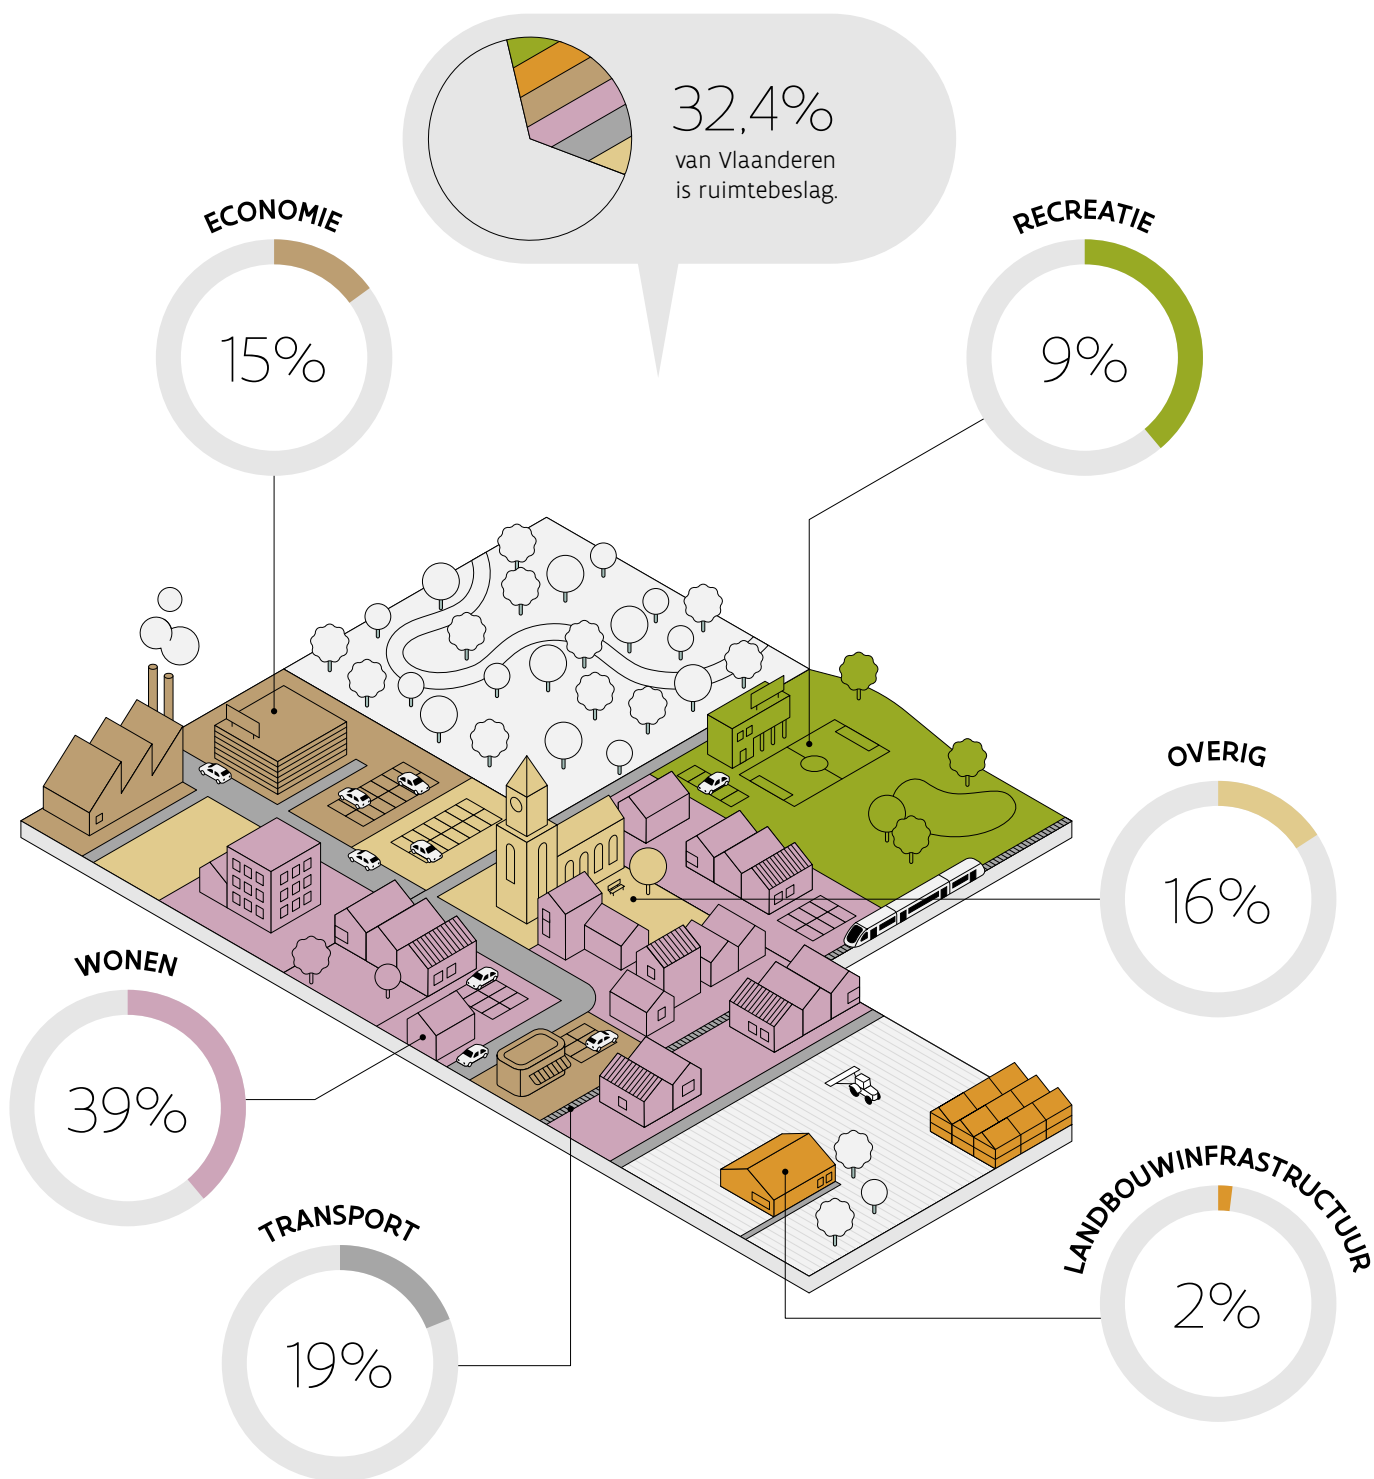 32,4%
van Vlaanderen
is ruimtebeslag.
ECONOMIE
15%
RECREATIE
9%
OVERIG
16%
WONEN
39%
LANDBOUWINFRASTRUCTUUR
2%
TRANSPORT
19%